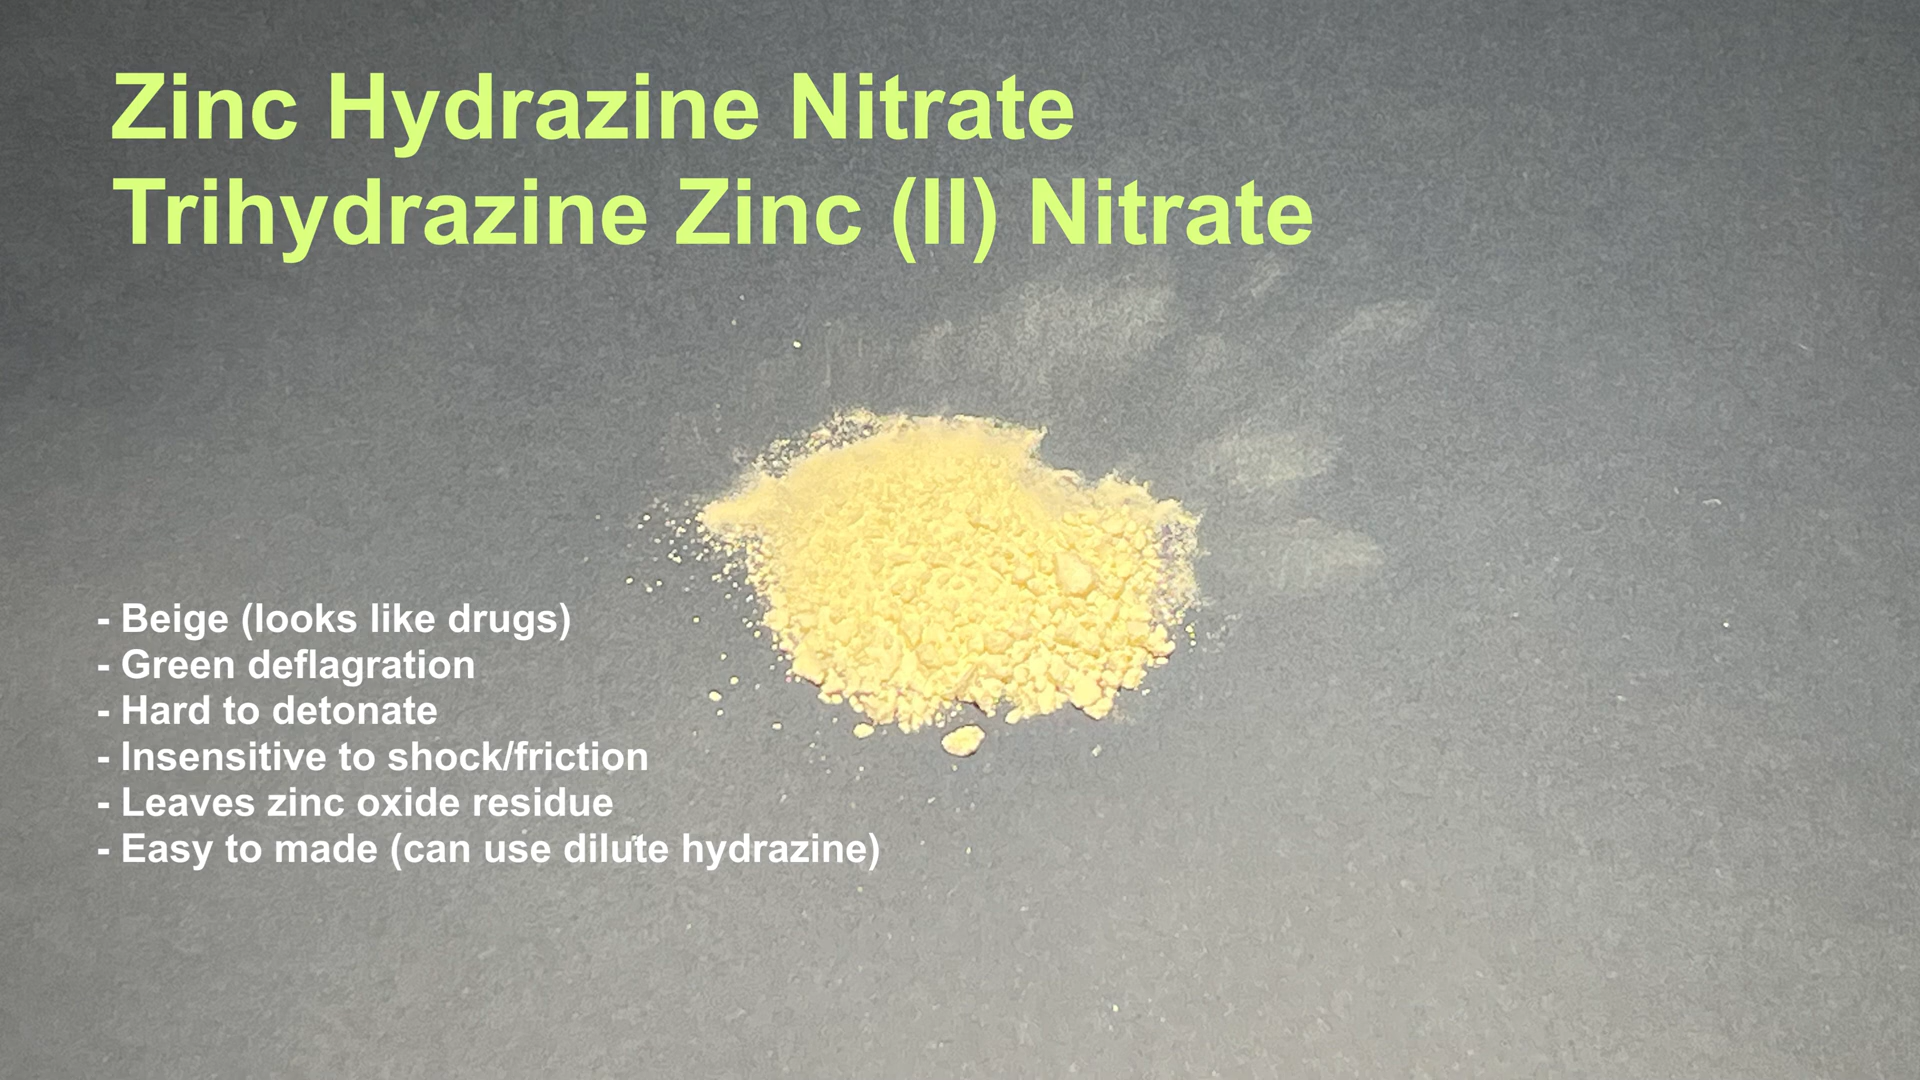 Zinc Hydrazine Nitrate
Trihydrazine Zinc (II) Nitrate
- Beige (looks like drugs)
- Green deflagration
- Hard to detonate
- Insensitive to shock/friction
- Leaves zinc oxide residue
- Easy to made (can use dilute hydrazine)